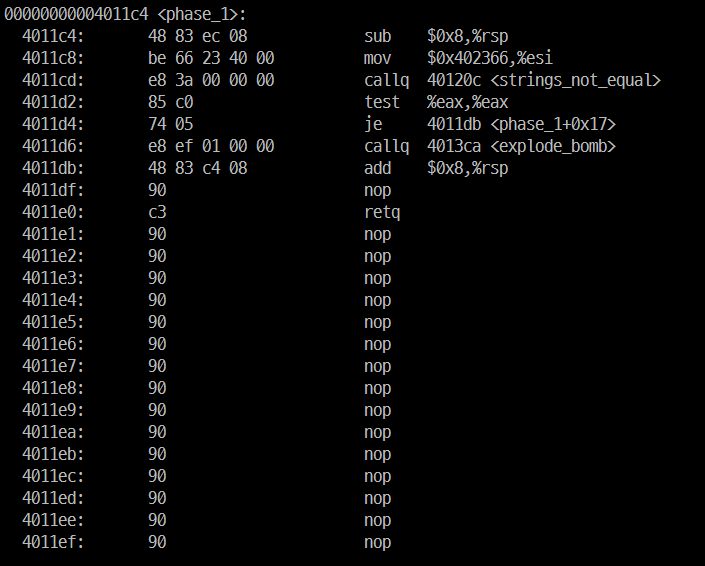 00000000004011c4 <phase_1>:
4011c4: 48 83 ec 08 sub $0x8,%rsp
4011c8: be 66 23 40 00 mov $0x402366,%esi
4011cd: e8 3a 00 00 00 callq 40120c <strings_not_equal>
4011d2: 85 c0 test %eax,%eax
4011d4: 74 05 je 4011db <phase_1+0x17>
4011d6: e8 ef 01 00 00 callq 4013ca <explode_bomb>
4011db: 48 83 c4 08 add $0x8,%rsp
4011df: 90 nop
4011e0: c3 retq
4011e1: 90 nop
4011e2: 90 nop
4011e3: 90 nop
4011e4: 90 nop
4011e5: 90 nop
4011e6: 90 nop
4011e7: 90 nop
4011e8: 90 nop
4011e9: 90 nop
4011ea: 90 nop
4011eb: 90 nop
4011ec: 90 nop
4011ed: 90 nop
4011ee: 90 nop
4011ef: 90 nop